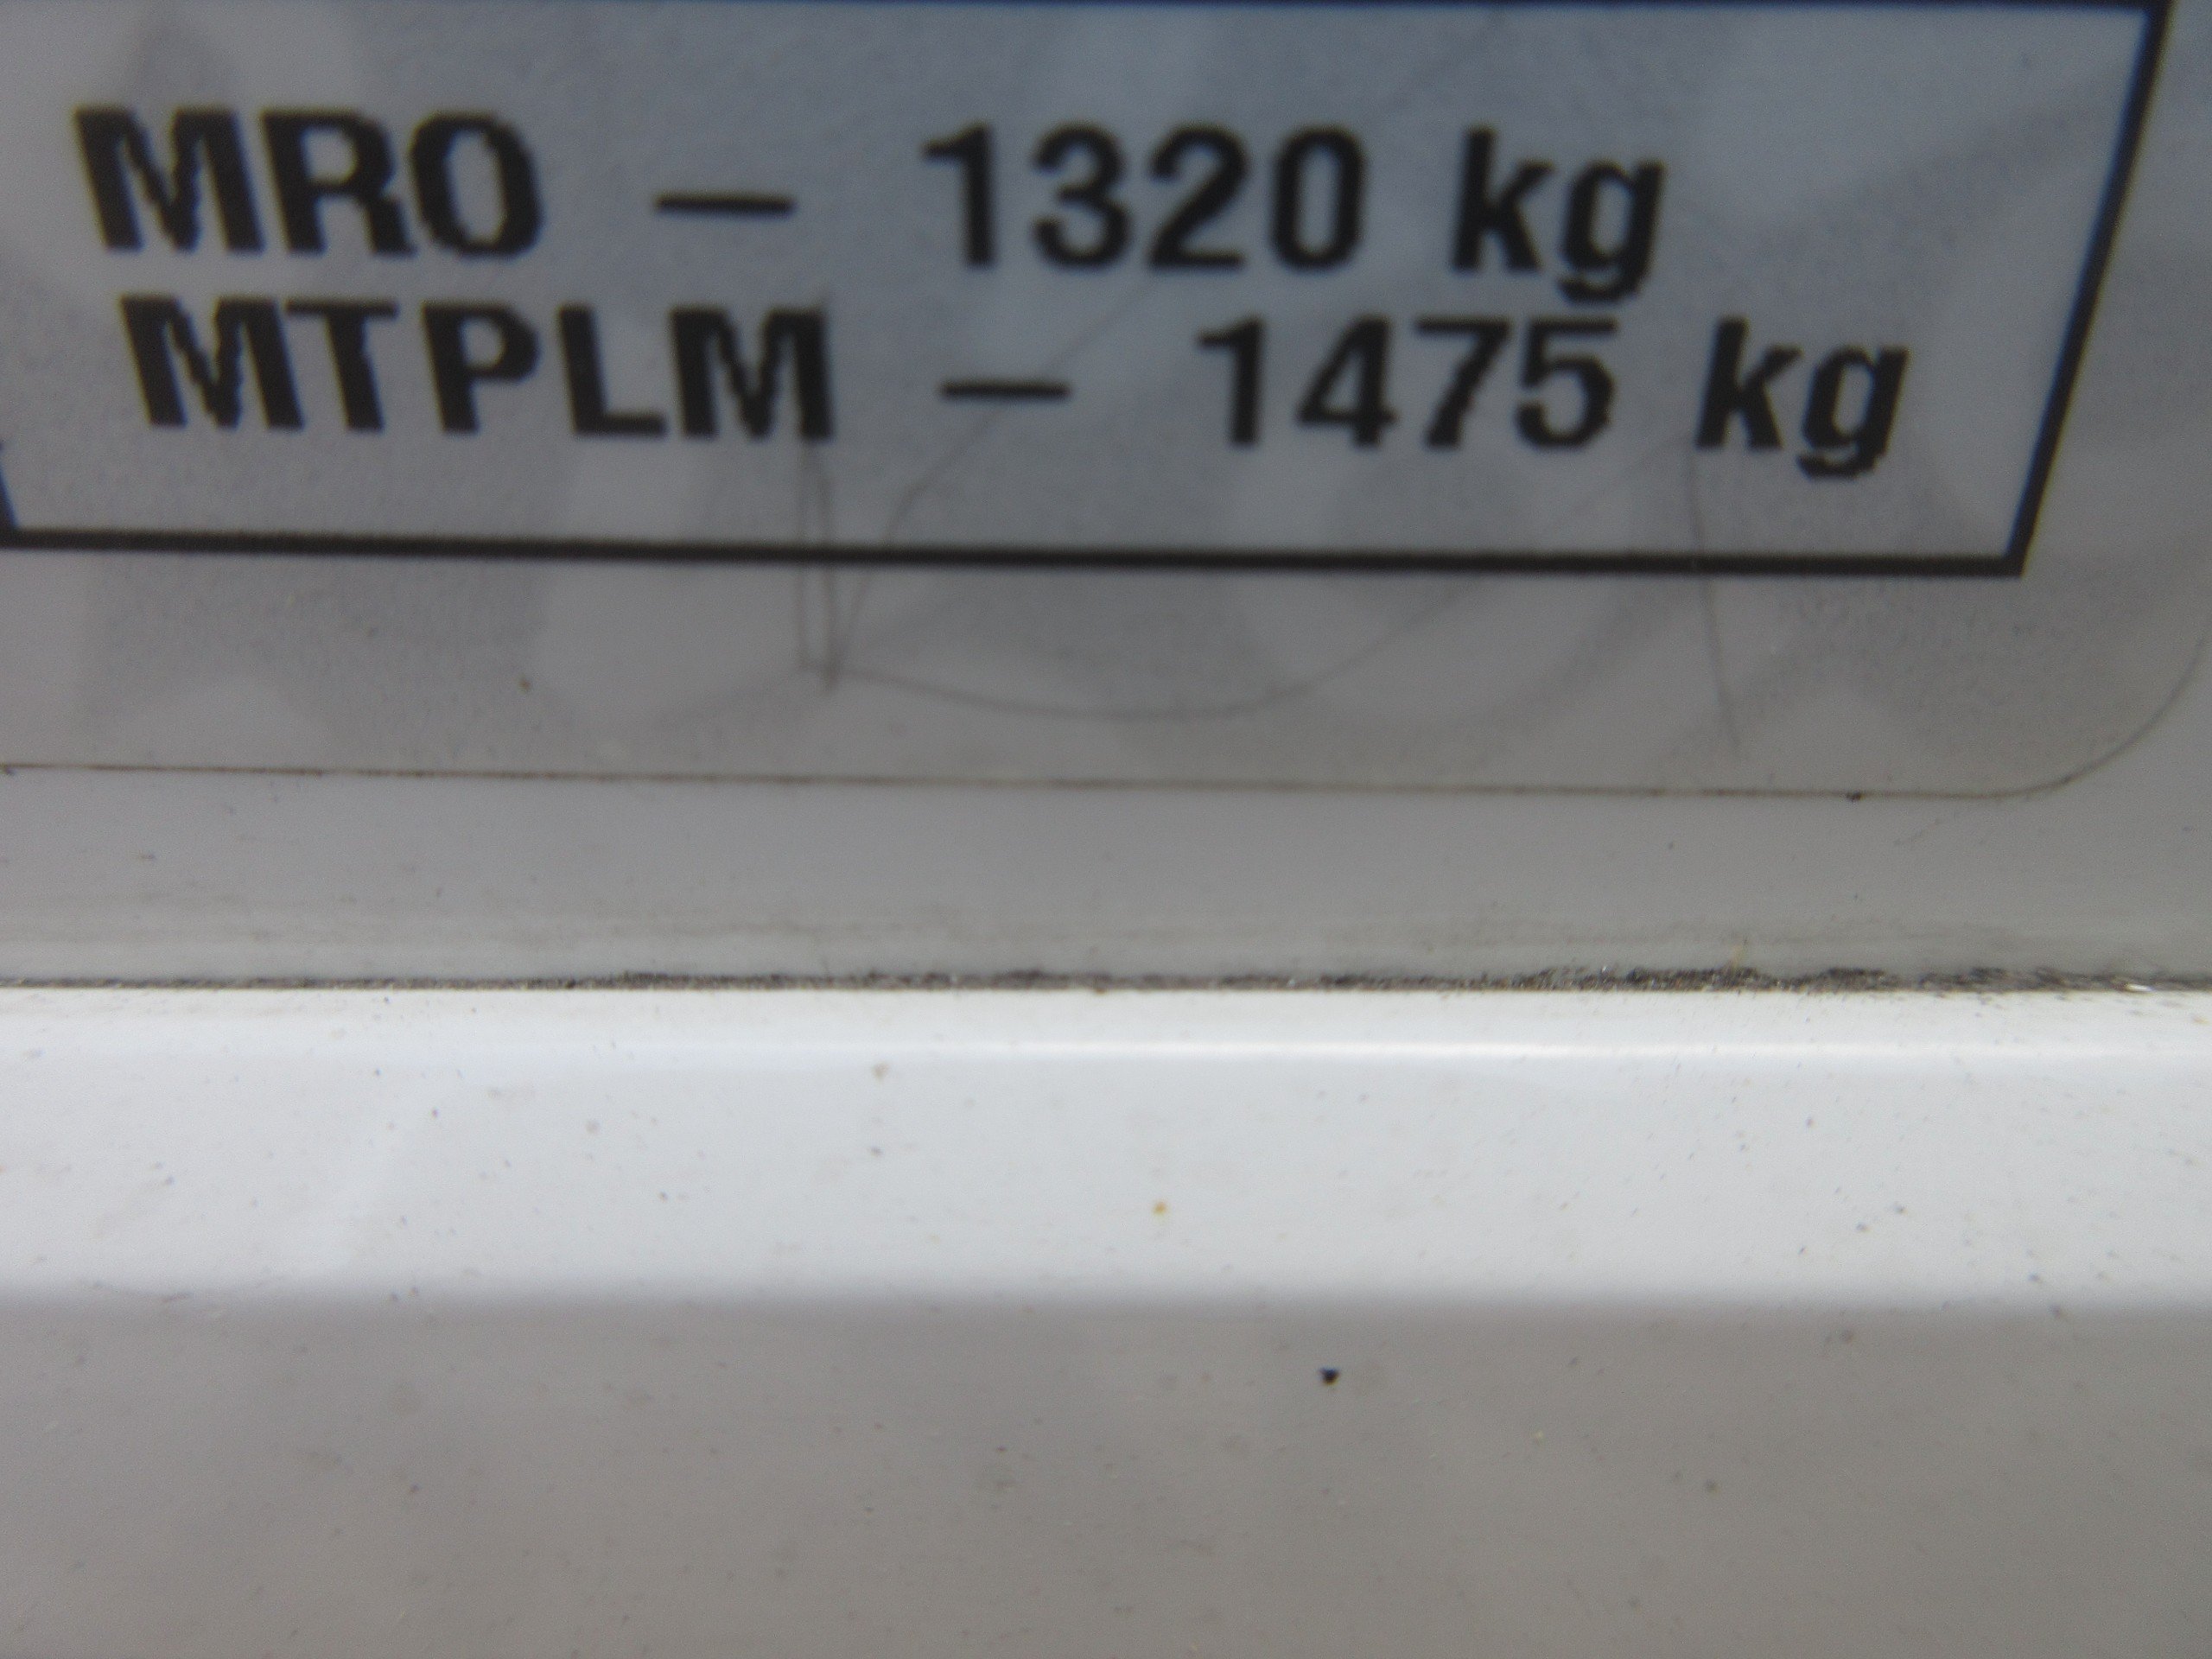 MRO – 1320 kg
MTPLM – 1475 kg